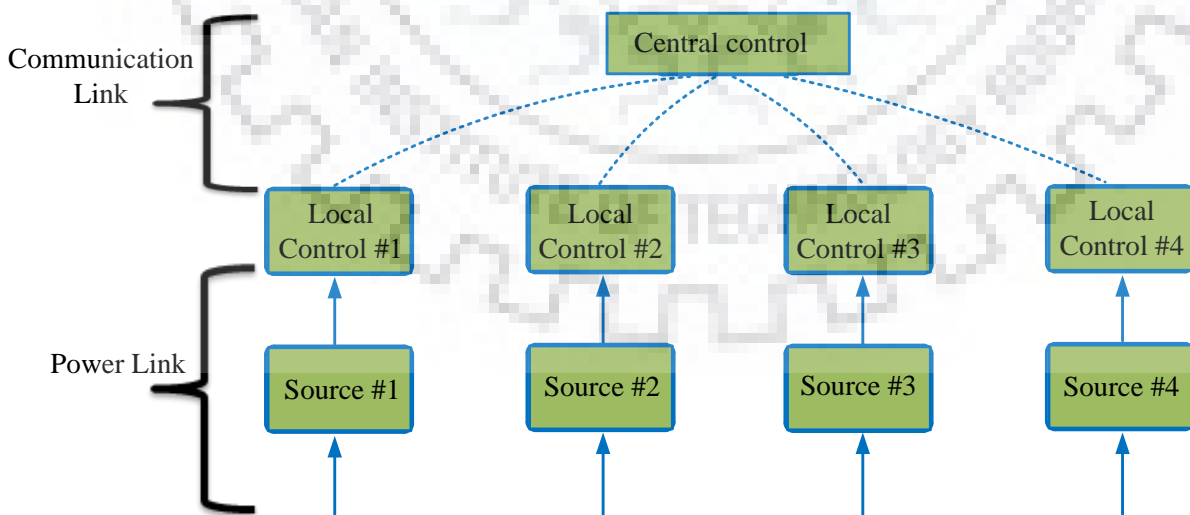 Central control
Communication
Link
Local
Control #1
Local
Control #2
Local
Control #3
Local
Control #4
Power Link
Source #1
Source #2
Source #3
Source #4